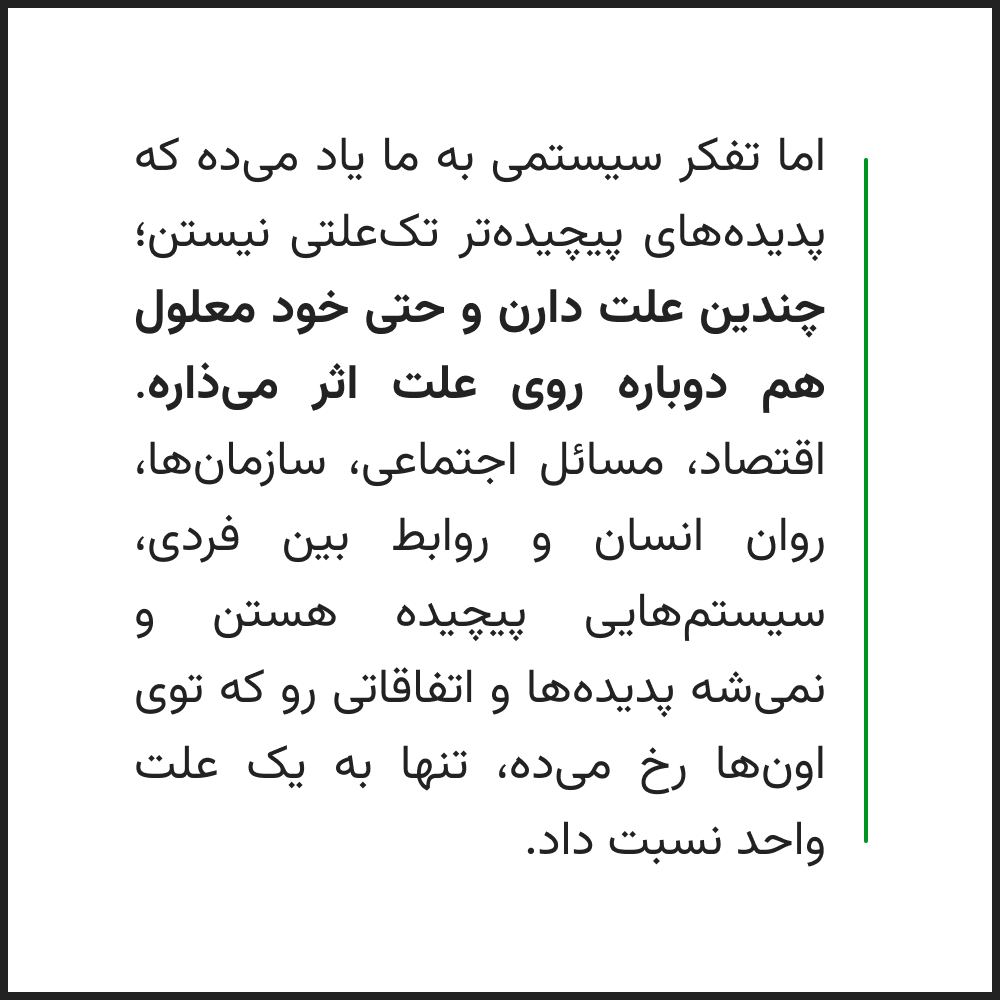 اما تفکر سیستمی به ما یاد می‌ده که
پدیده‌های پیچیده‌تر تک‌علتی نیستن؛
چندین علت دارن و حتی خود معلول
هم دوباره روی علت اثر می‌ذاره.
اقتصاد، مسائل اجتماعی، سازمان‌ها،
روان انسان و روابط بین فردی،
سیستم‌هایی پیچیده هستن و
نمی‌شه پدیده‌ها و اتفاقاتی رو که توی
اون‌ها رخ می‌ده، تنها به یک علت
واحد نسبت داد.